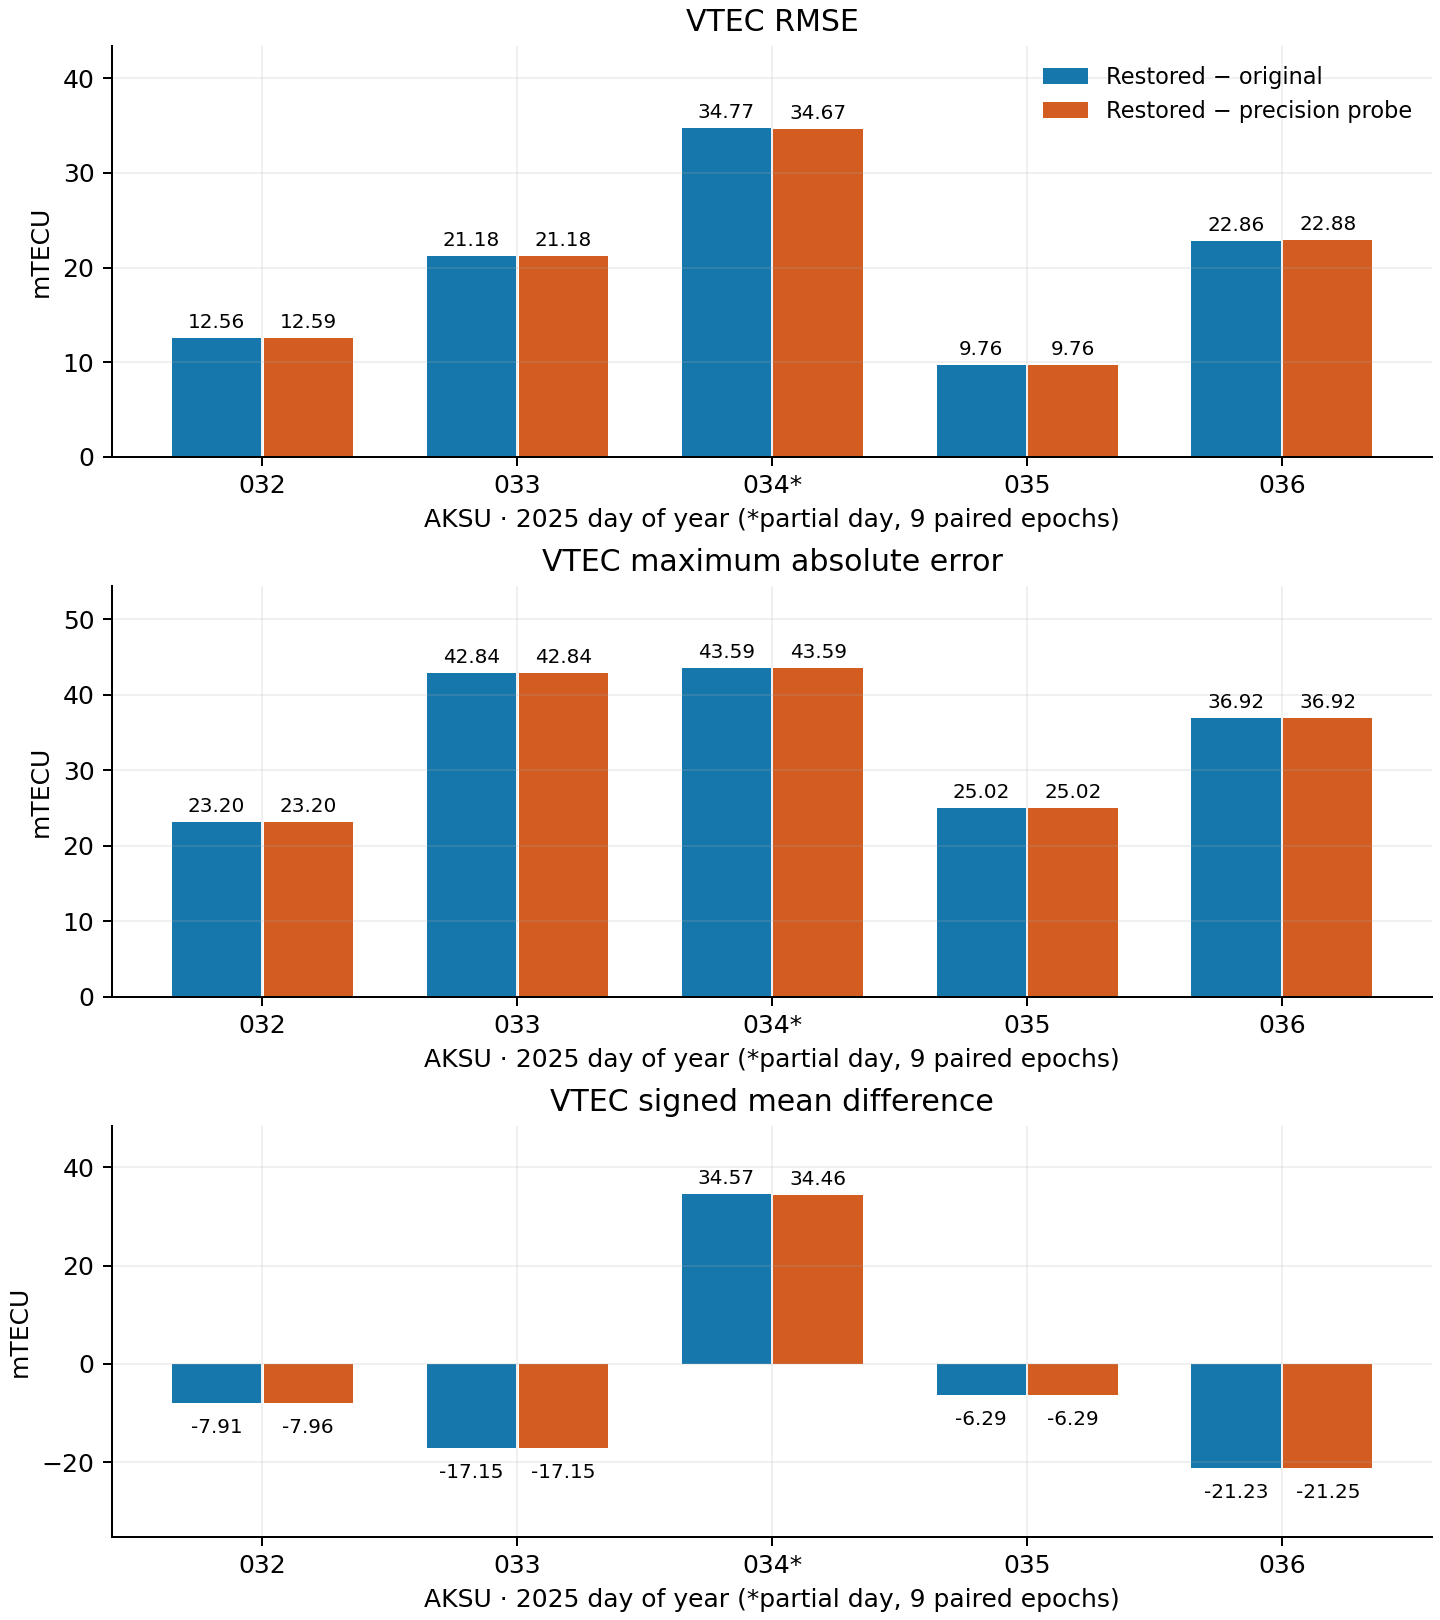 VTEC RMSE
40
30
20
10
0
mTECU
Restored − original
Restored − precision probe
12.56 12.59
21.18 21.18
34.77 34.67
9.76 9.76
22.86 22.88
032 033 034* 035 036
AKSU · 2025 day of year (*partial day, 9 paired epochs)
VTEC maximum absolute error
50
40
30
20
10
0
mTECU
23.20 23.20
42.84 42.84
43.59 43.59
25.02 25.02
36.92 36.92
032 033 034* 035 036
AKSU · 2025 day of year (*partial day, 9 paired epochs)
VTEC signed mean difference
40
20
0
−20
mTECU
-7.91 -7.96
-17.15 -17.15
34.57 34.46
-6.29 -6.29
-21.23 -21.25
032 033 034* 035 036
AKSU · 2025 day of year (*partial day, 9 paired epochs)